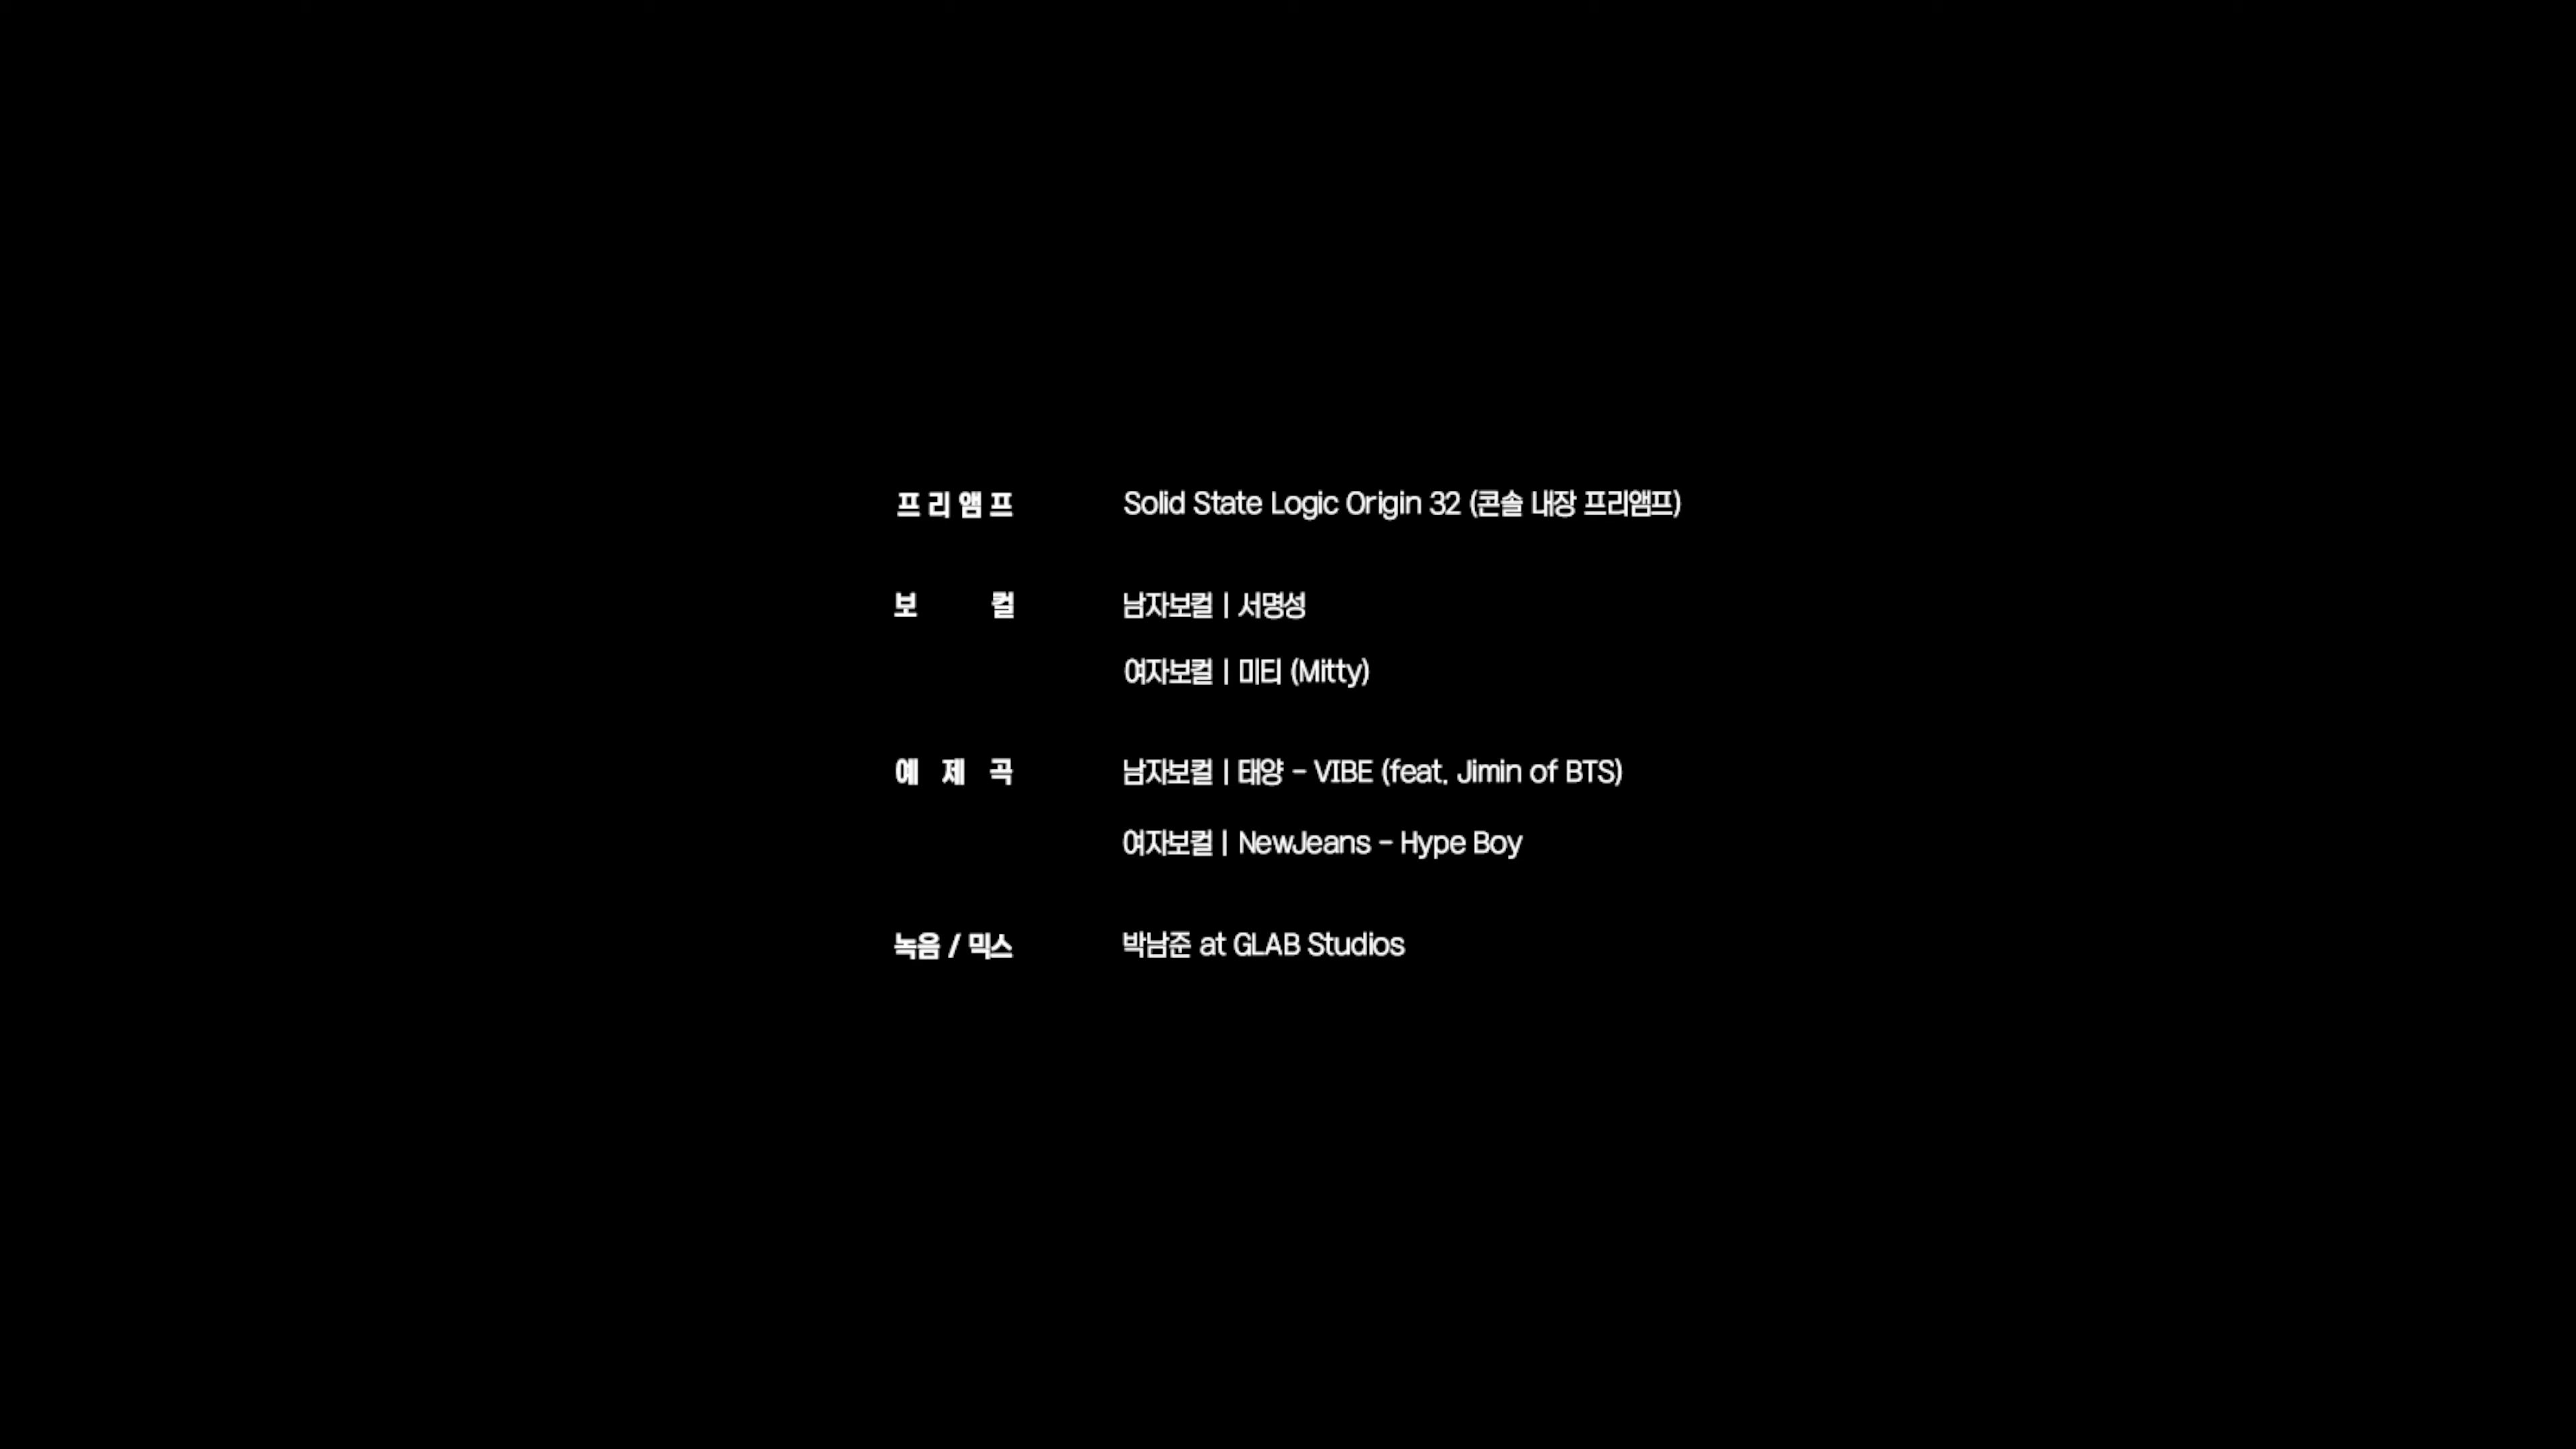 프리앰프 Solid State Logic Origin 32 (콘솔 내장 프리앰프)
보컬 남자보컬 | 서명성
여자보컬 | 미티 (Mitty)
예제곡 남자보컬 | 태양 - VIBE (feat. Jimin of BTS)
여자보컬 | NewJeans - Hype Boy
녹음 / 믹스 박남준 at GLAB Studios